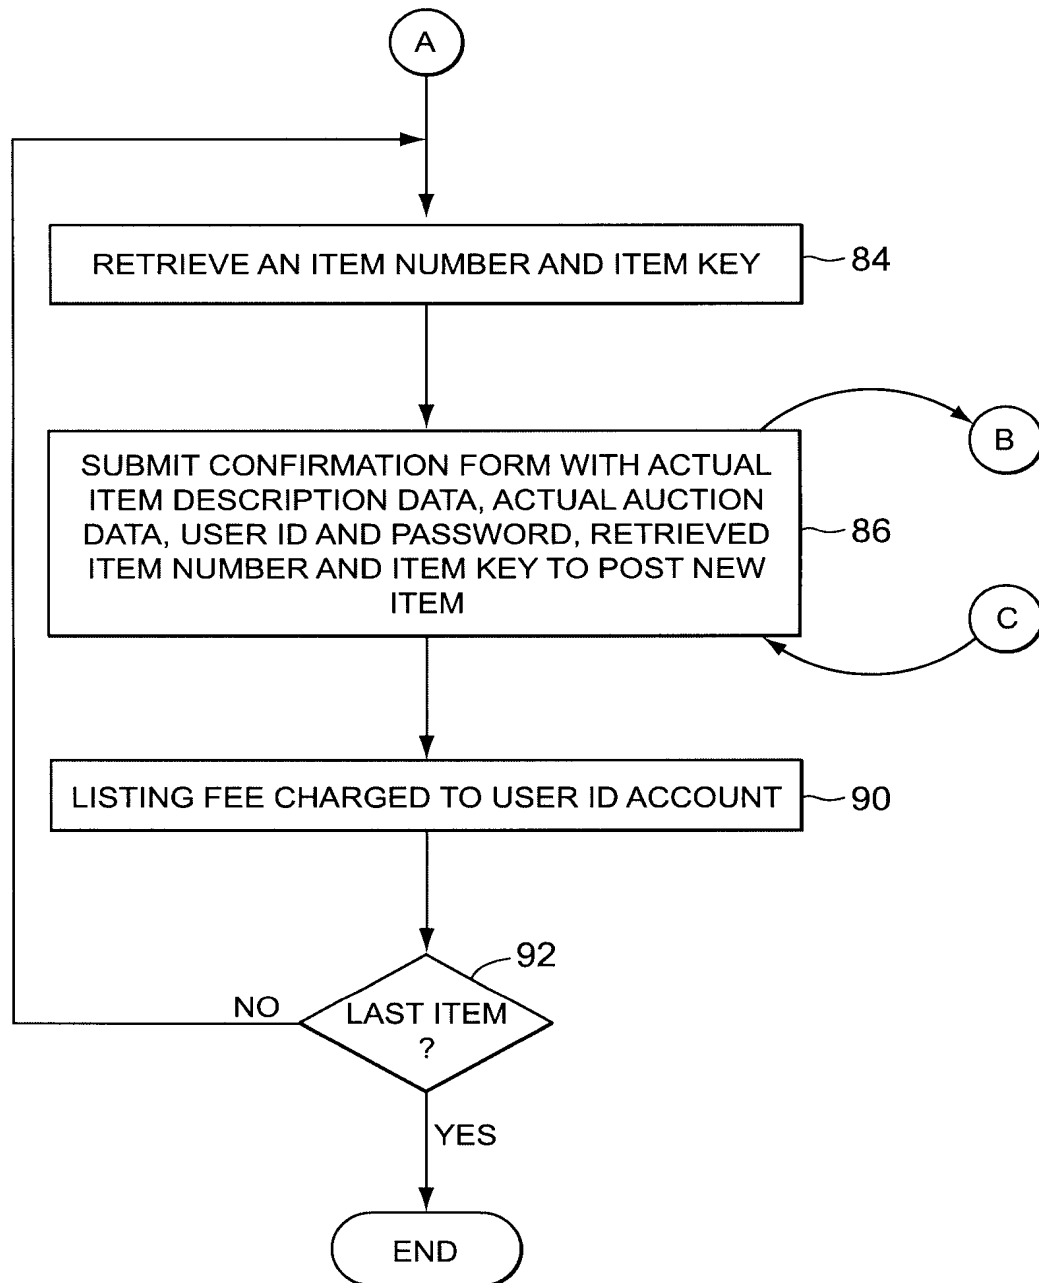 A
RETRIEVE AN ITEM NUMBER AND ITEM KEY
84
SUBMIT CONFIRMATION FORM WITH ACTUAL
ITEM DESCRIPTION DATA, ACTUAL AUCTION
DATA, USER ID AND PASSWORD, RETRIEVED
ITEM NUMBER AND ITEM KEY TO POST NEW
ITEM
86
B
C
LISTING FEE CHARGED TO USER ID ACCOUNT
90
92
LAST ITEM
?
NO
YES
END